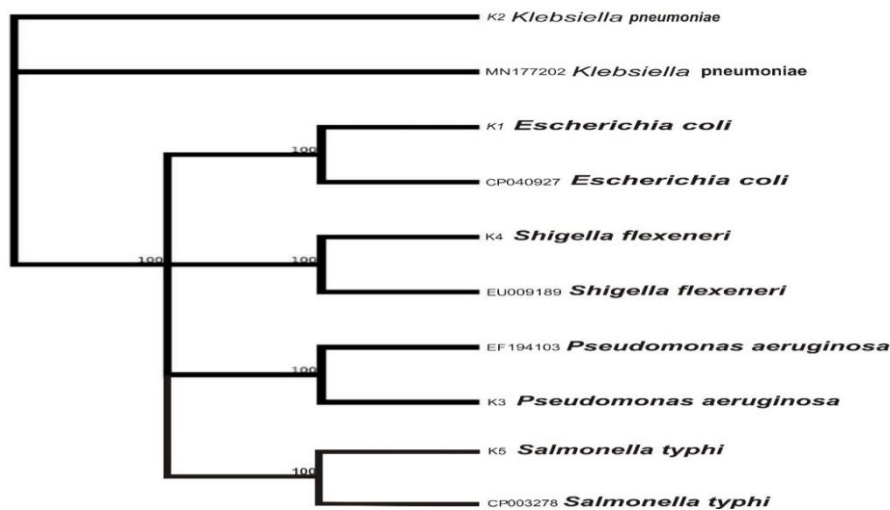 K2 Klebsiella pneumoniae
MN177202 Klebsiella pneumoniae
K1 Escherichia coli
100
CP040927 Escherichia coli
K4 Shigella flexeneri
100
100
EU009189 Shigella flexeneri
EF194103 Pseudomonas aeruginosa
100
K3 Pseudomonas aeruginosa
K5 Salmonella typhi
100
CP003278 Salmonella typhi